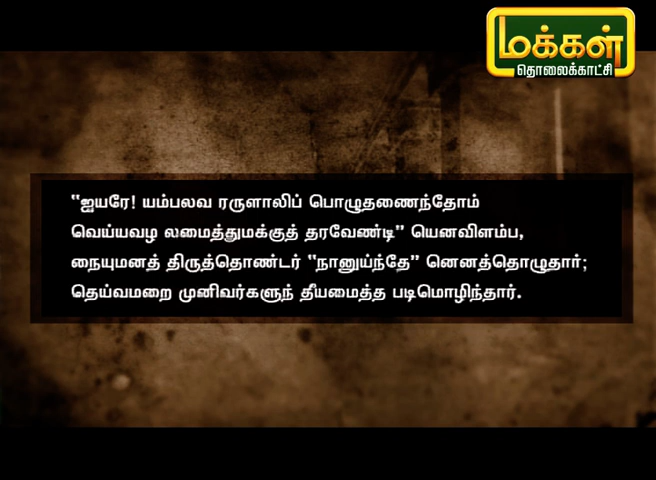 மக்கள்
தொலைக்காட்சி
"ஐயரே! யம்பலவ ரருளாலிப் பொழுதணைந்தோம்
வெய்யவழ லமைத்துமக்குத் தரவேண்டி" யெனவிளம்ப,
நையுமனத் திருத்தொண்டர் "நானுய்ந்தே" னெனத்தொழுதார்;
தெய்வமறை முனிவர்களுந் தீயமைத்த படிமொழிந்தார்.